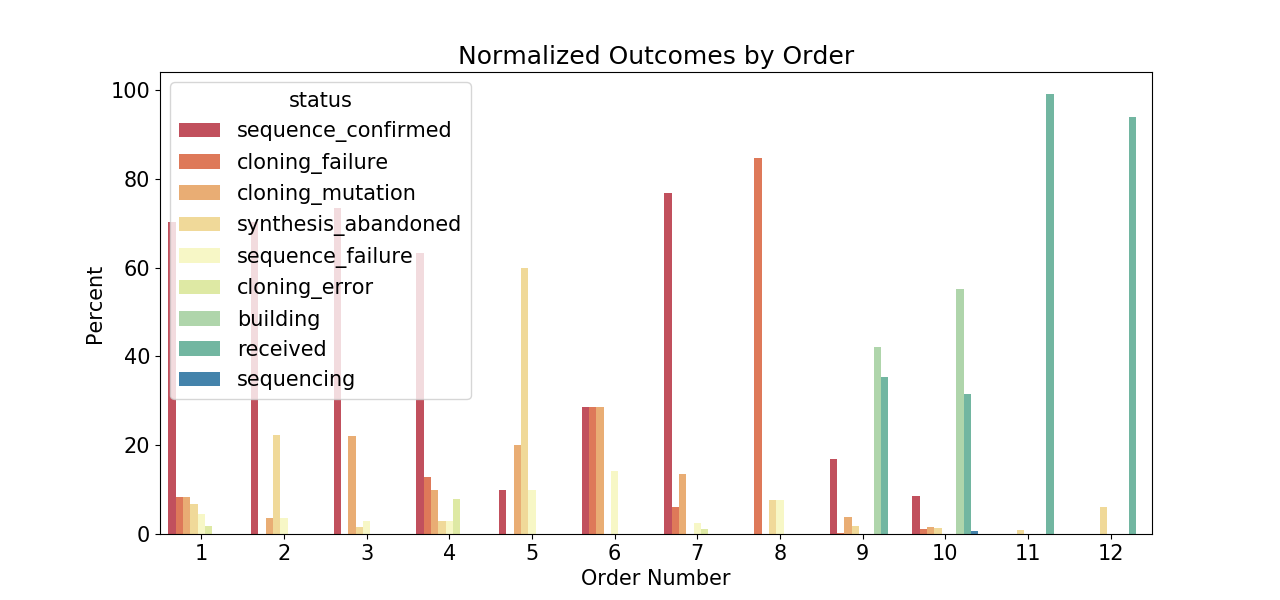 Normalized Outcomes by Order
status
sequence_confirmed
cloning_failure
cloning_mutation
synthesis_abandoned
sequence_failure
cloning_error
building
received
sequencing
Percent
100
80
60
40
20
0
1 2 3 4 5 6 7 8 9 10 11 12
Order Number